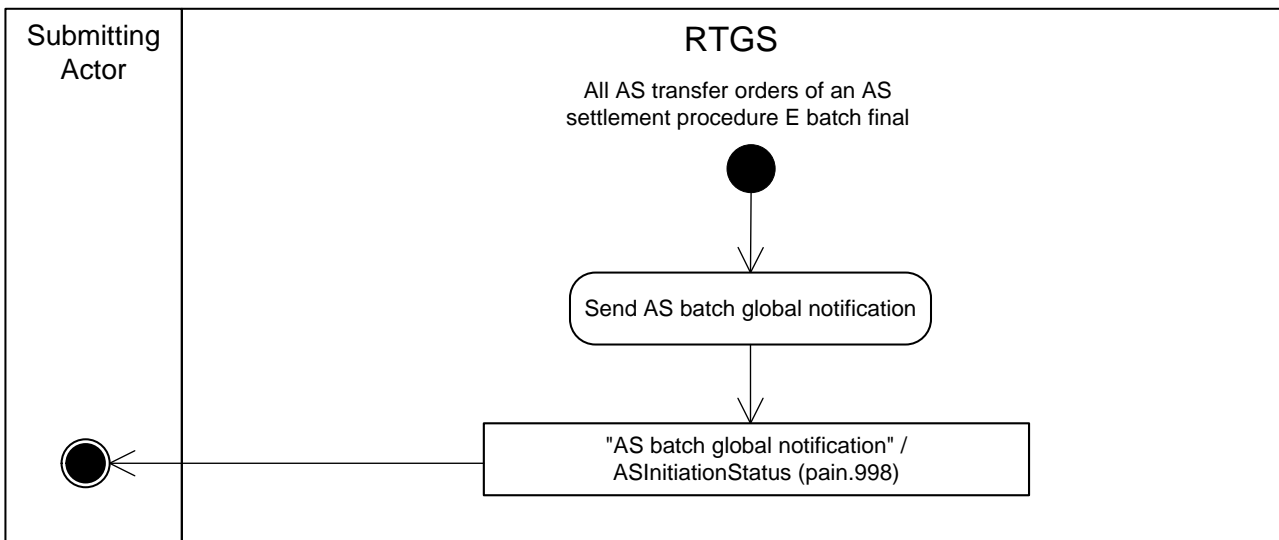 Submitting
Actor
RTGS
All AS transfer orders of an AS
settlement procedure E batch final
Send AS batch global notification
"AS batch global notification" /
ASInitiationStatus (pain.998)